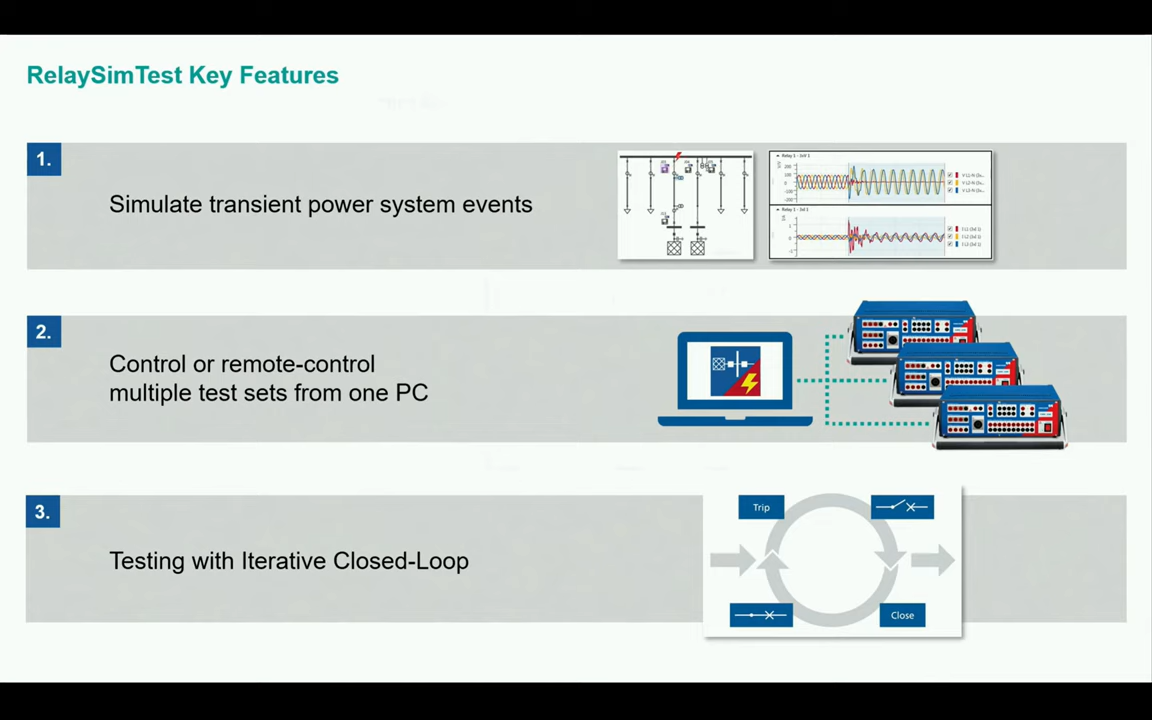 RelaySimTest Key Features
1.
Simulate transient power system events
2.
Control or remote-control
multiple test sets from one PC
3.
Testing with Iterative Closed-Loop
Trip
Close